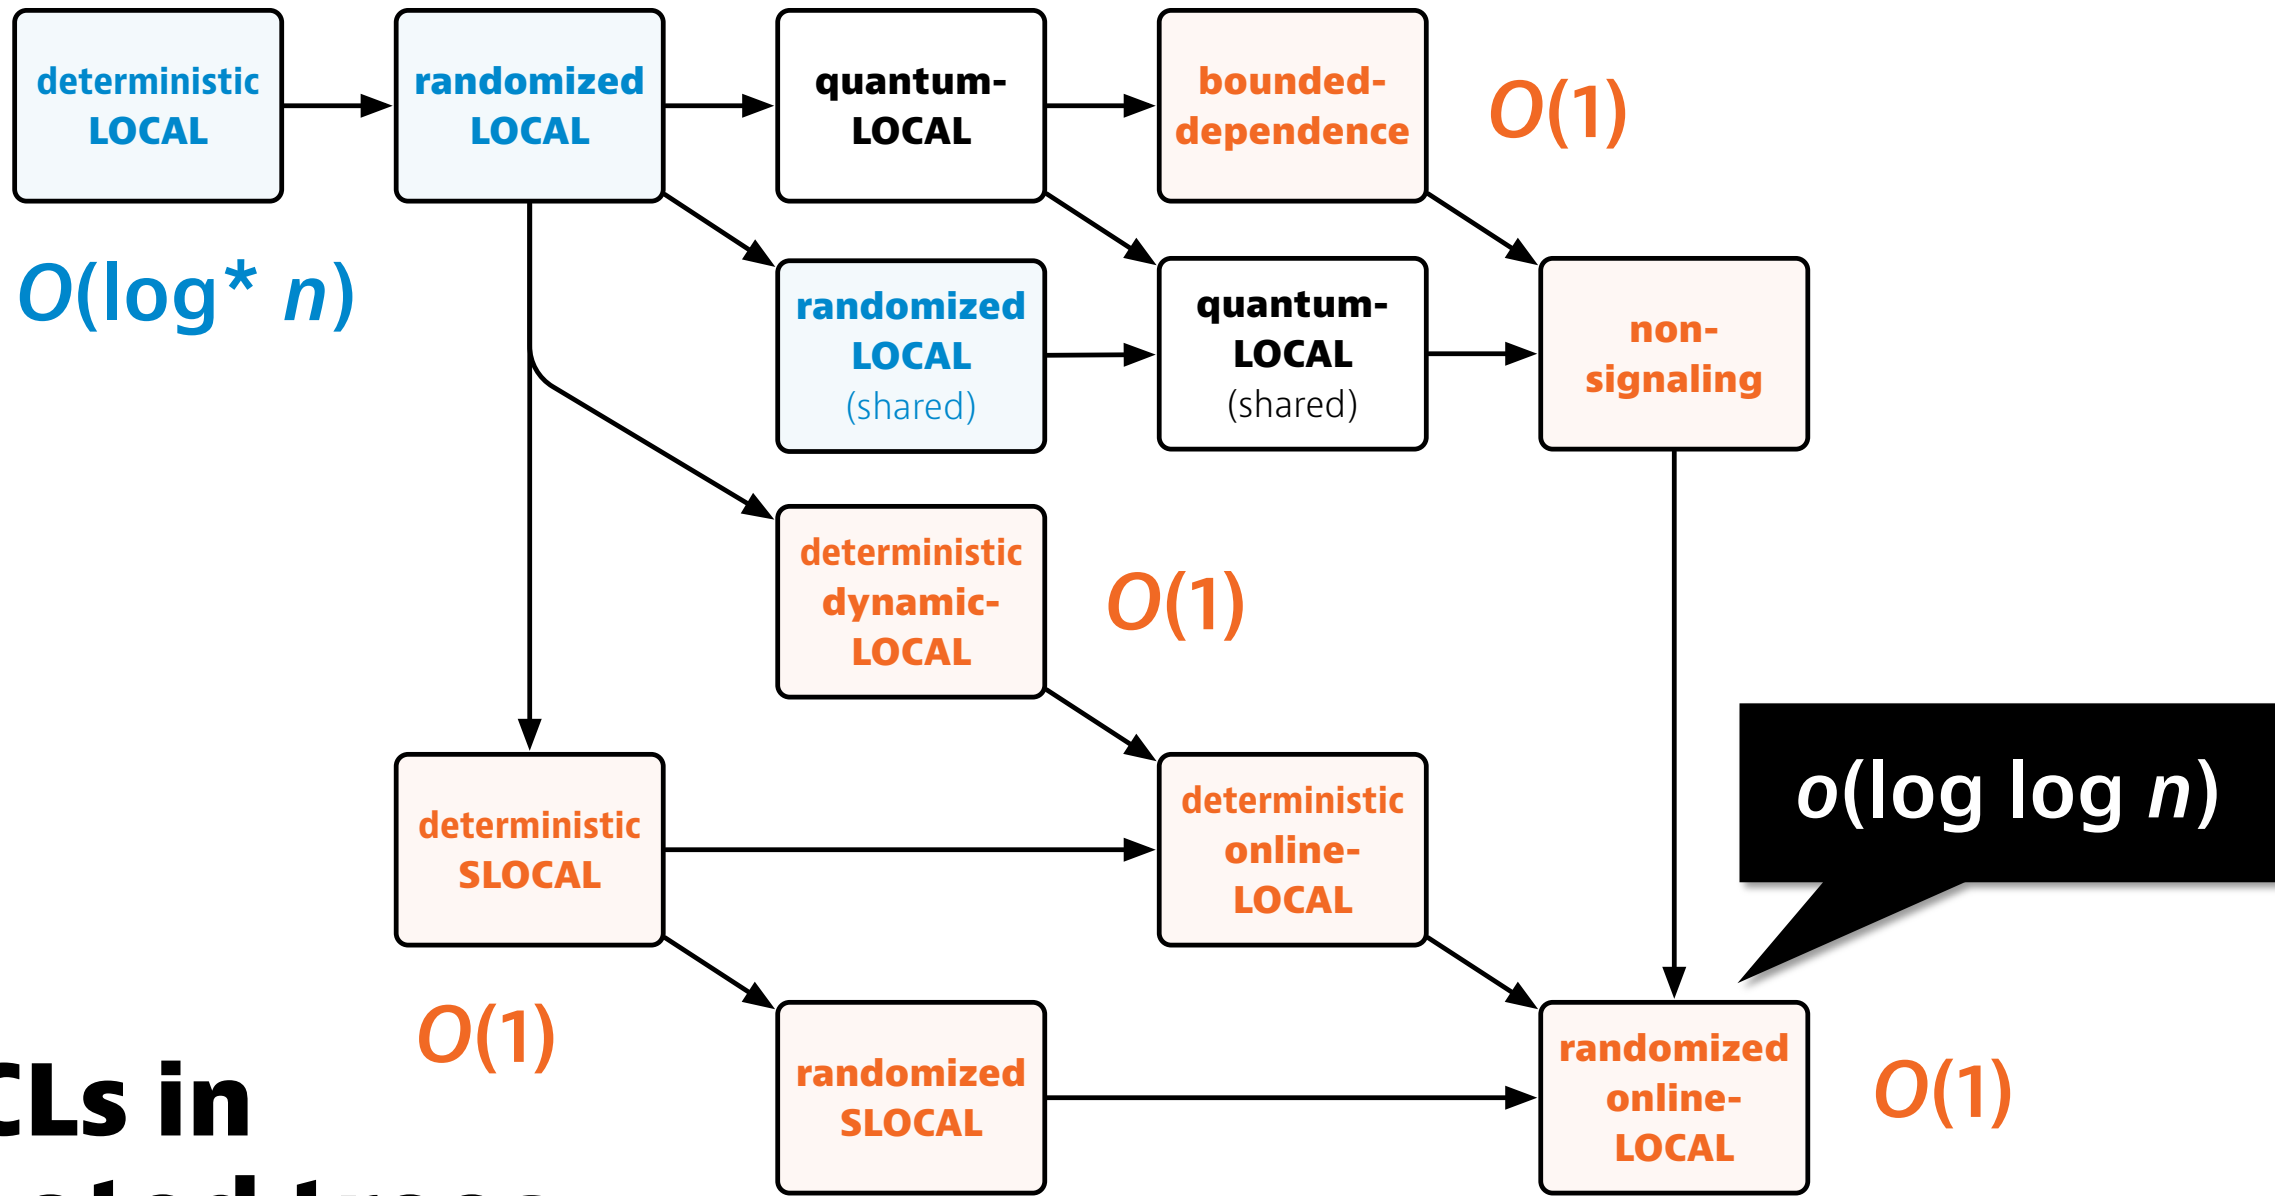 deterministic
LOCAL
randomized
LOCAL
quantum-
LOCAL
bounded-
dependence
O(1)
O(log* n)
randomized
LOCAL
(shared)
quantum-
LOCAL
(shared)
non-
signaling
deterministic
dynamic-
LOCAL
O(1)
deterministic
SLOCAL
deterministic
online-
LOCAL
o(log log n)
O(1)
randomized
SLOCAL
randomized
online-
LOCAL
O(1)
CLs in
trees